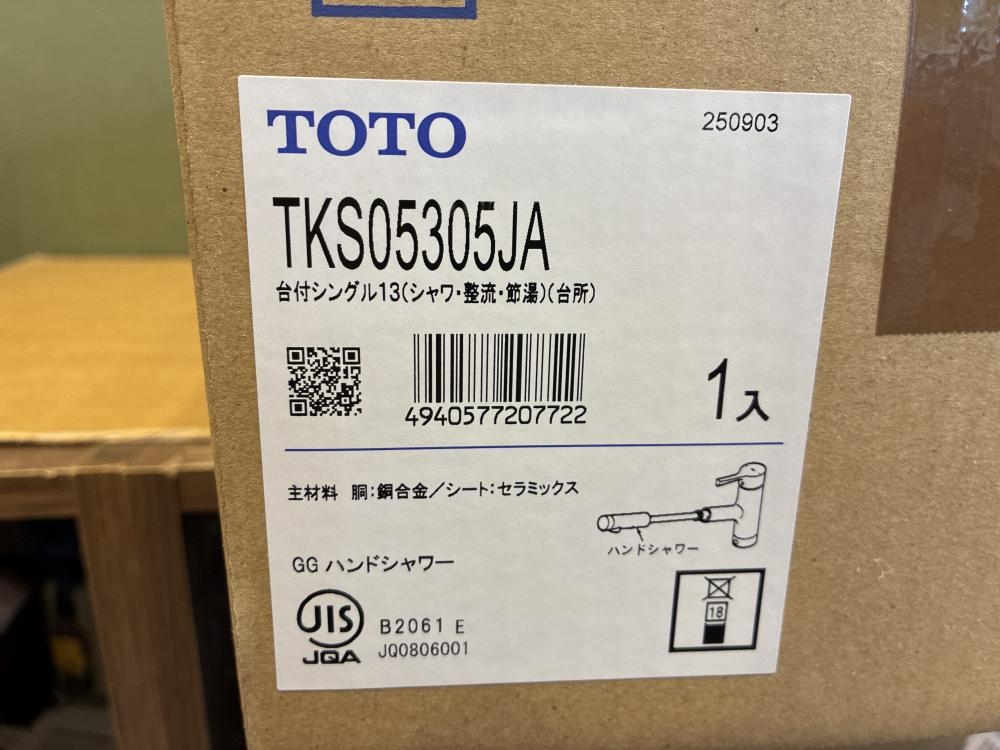 TOTO
250903
TKS05305JA
台付シングル13(シャワ・整流・節湯)(台所)
4940577207722
1入
主材料 胴:銅合金/シート:セラミックス
ハンドシャワー
GG ハンドシャワー
JIS
JQA
B2061 E
JQ0806001
18